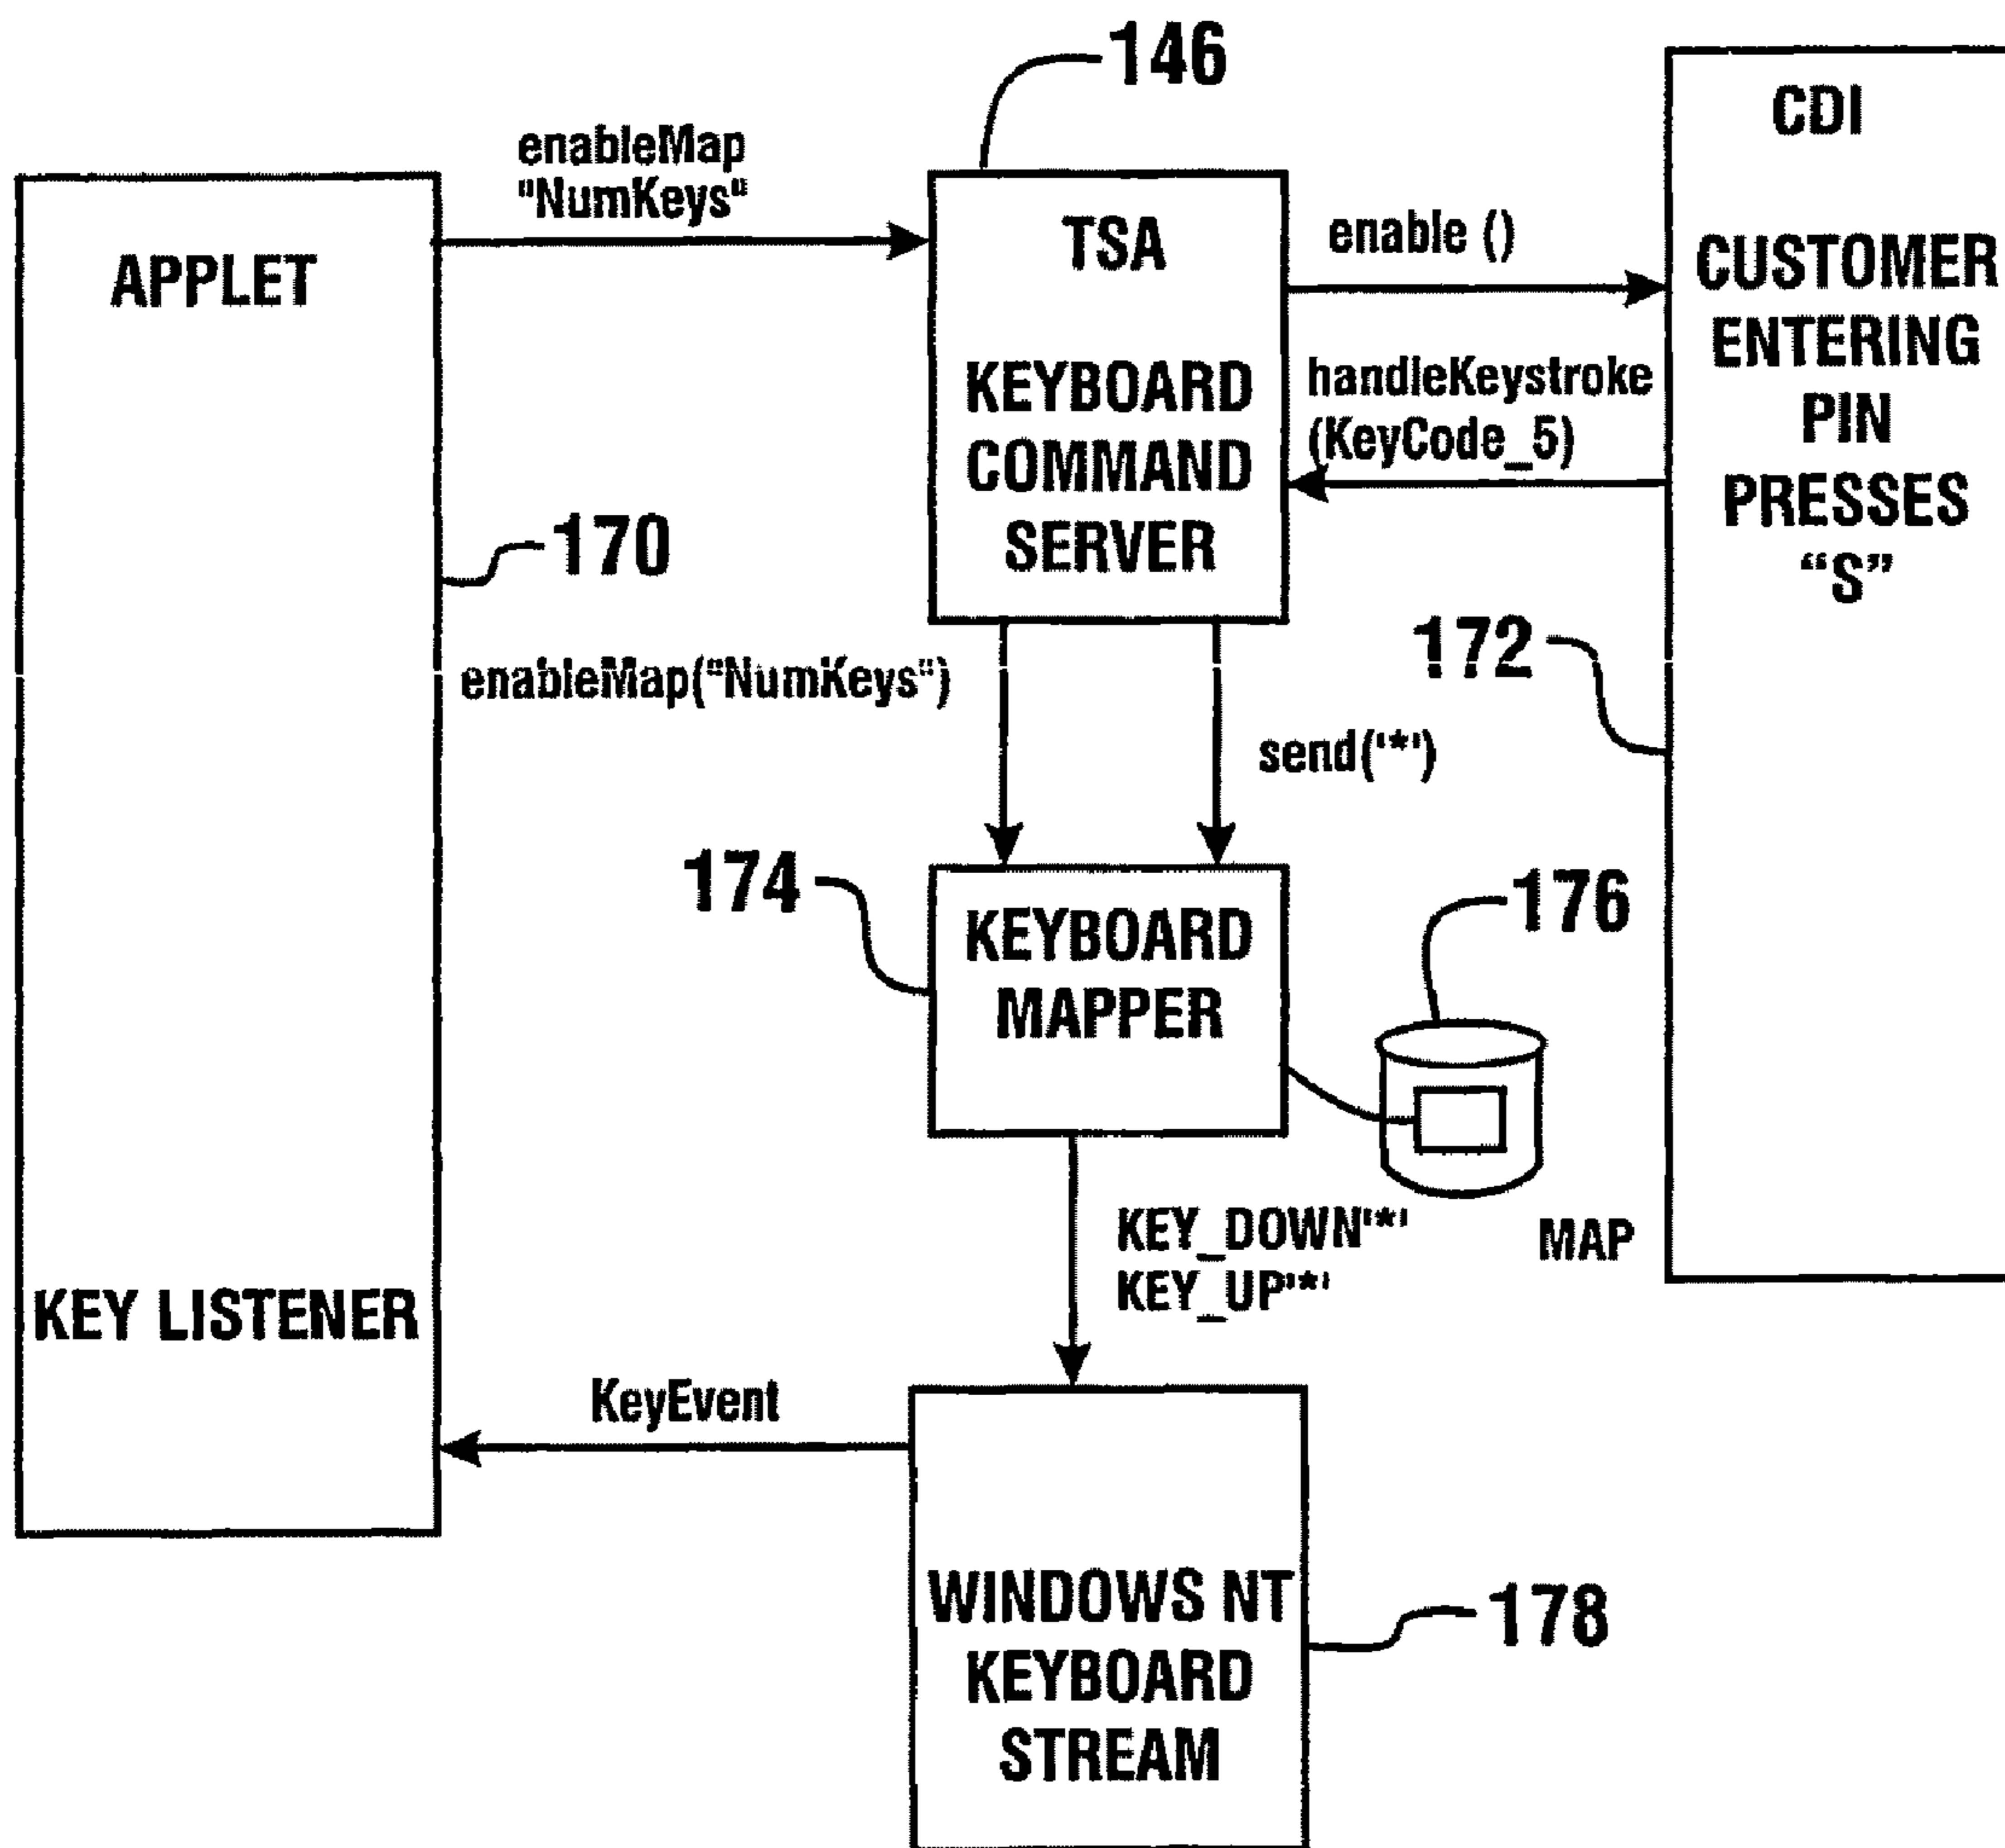 146
CDI
CUSTOMER
ENTERING
PIN
PRESSES
“S”
enableMap
"NumKeys"
APPLET
TSA
KEYBOARD
COMMAND
SERVER
enable ()
handleKeystroke
(KeyCode_5)
170
enableMap("NumKeys")
172
send('*')
174
KEYBOARD
MAPPER
176
KEY_DOWN'*'
KEY_UP'*'
MAP
KEY LISTENER
KeyEvent
WINDOWS NT
KEYBOARD
STREAM
178